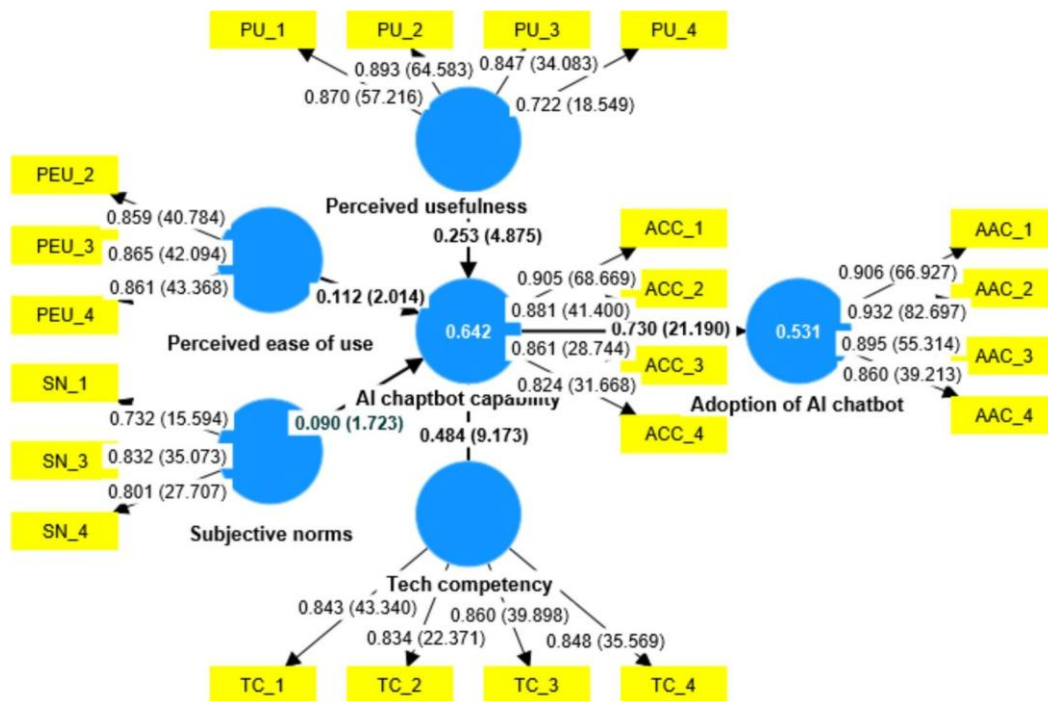 PU_1
PU_2
PU_3
PU_4
0.870 (57.216)
0.893 (64.583)
0.847 (34.083)
0.722 (18.549)
Perceived usefulness
0.253 (4.875)
PEU_2
PEU_3
PEU_4
0.859 (40.784)
0.865 (42.094)
0.861 (43.368)
0.112 (2.014)
Perceived ease of use
SN_1
SN_3
SN_4
0.732 (15.594)
0.832 (35.073)
0.801 (27.707)
0.090 (1.723)
Subjective norms
0.642
AI chaptbot capability
0.484 (9.173)
ACC_1
ACC_2
ACC_3
ACC_4
0.905 (68.669)
0.881 (41.400)
0.730 (21.190)
0.861 (28.744)
0.824 (31.668)
0.531
Adoption of AI chatbot
AAC_1
AAC_2
AAC_3
AAC_4
0.906 (66.927)
0.932 (82.697)
0.895 (55.314)
0.860 (39.213)
Tech competency
0.843 (43.340)
0.834 (22.371)
0.860 (39.898)
0.848 (35.569)
TC_1
TC_2
TC_3
TC_4